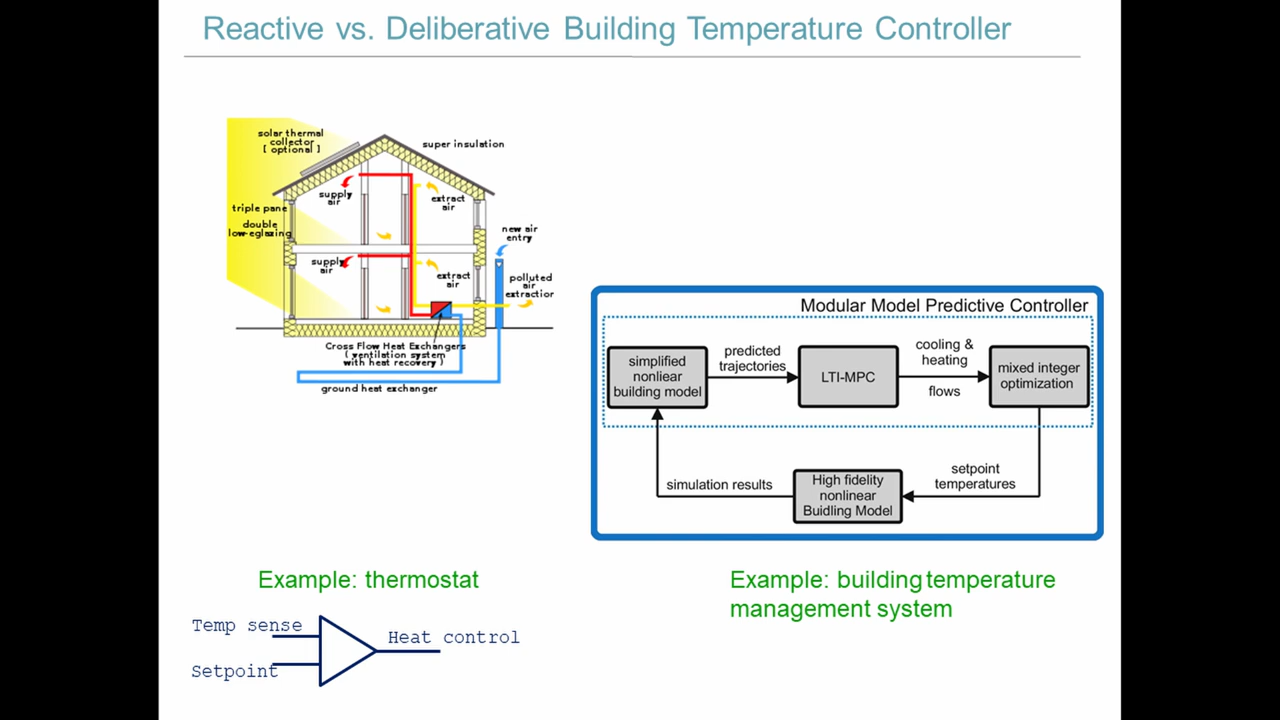 Reactive vs. Deliberative Building Temperature Controller
solar thermal
collector
[ optional ]
super insulation
supply
air
extract
air
triple pane
double
low-eglazing
new air
entry
supply
air
extract
air
polluted
air
extractior
Cross Flow Heat Exchangers
( ventilation system
with heat recovery )
ground heat exchanger
Modular Model Predictive Controller
simplified
nonlinear
building model
predicted
trajectories
LTI-MPC
cooling &
heating
flows
mixed integer
optimization
simulation results
High fidelity
nonlinear
Buidling Model
setpoint
temperatures
Example: thermostat
Temp sense
Setpoint
Heat control
Example: building temperature
management system